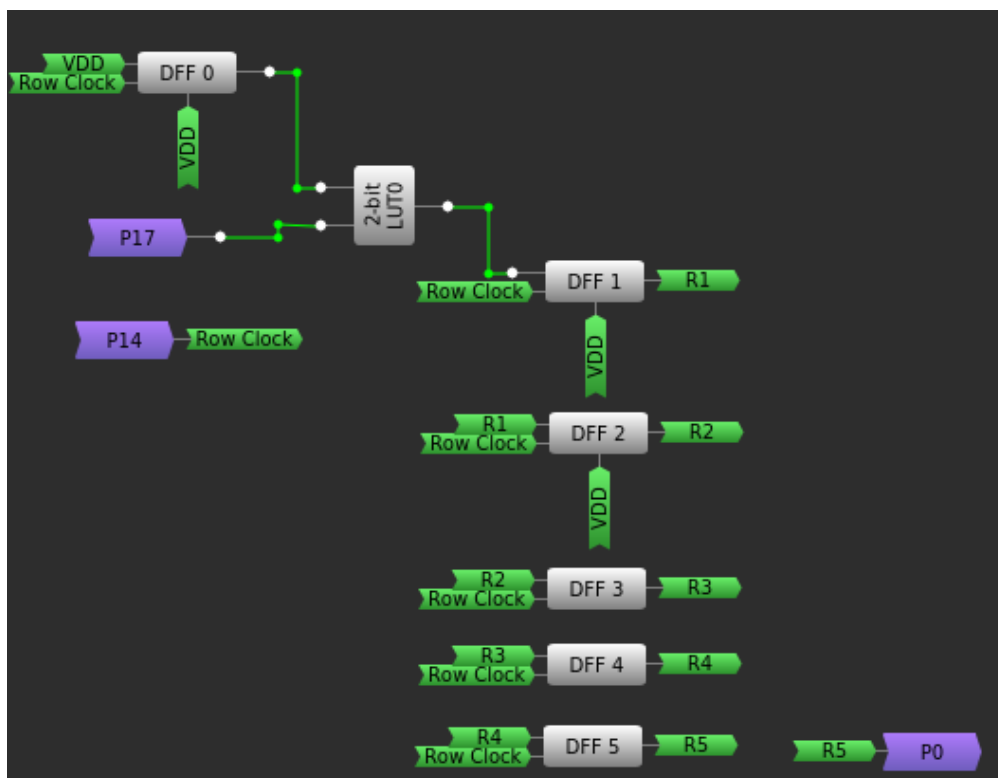 VDD
Row Clock
DFF 0
VDD
2-bit
LUT0
P17
P14
Row Clock
DFF 1
Row Clock
R1
VDD
R1
Row Clock
DFF 2
R2
VDD
R2
Row Clock
DFF 3
R3
R3
Row Clock
DFF 4
R4
R4
Row Clock
DFF 5
R5
R5
P0